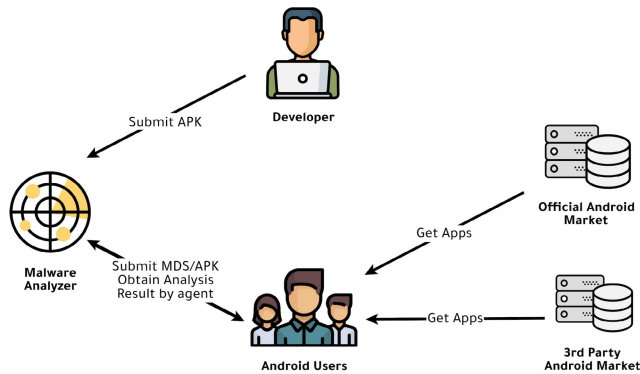 Developer
Submit APK
Official Android
Market
Get Apps
Malware
Analyzer
Submit MDS/APK
Obtain Analysis
Result by agent
Get Apps
Android Users
3rd Party
Android Market